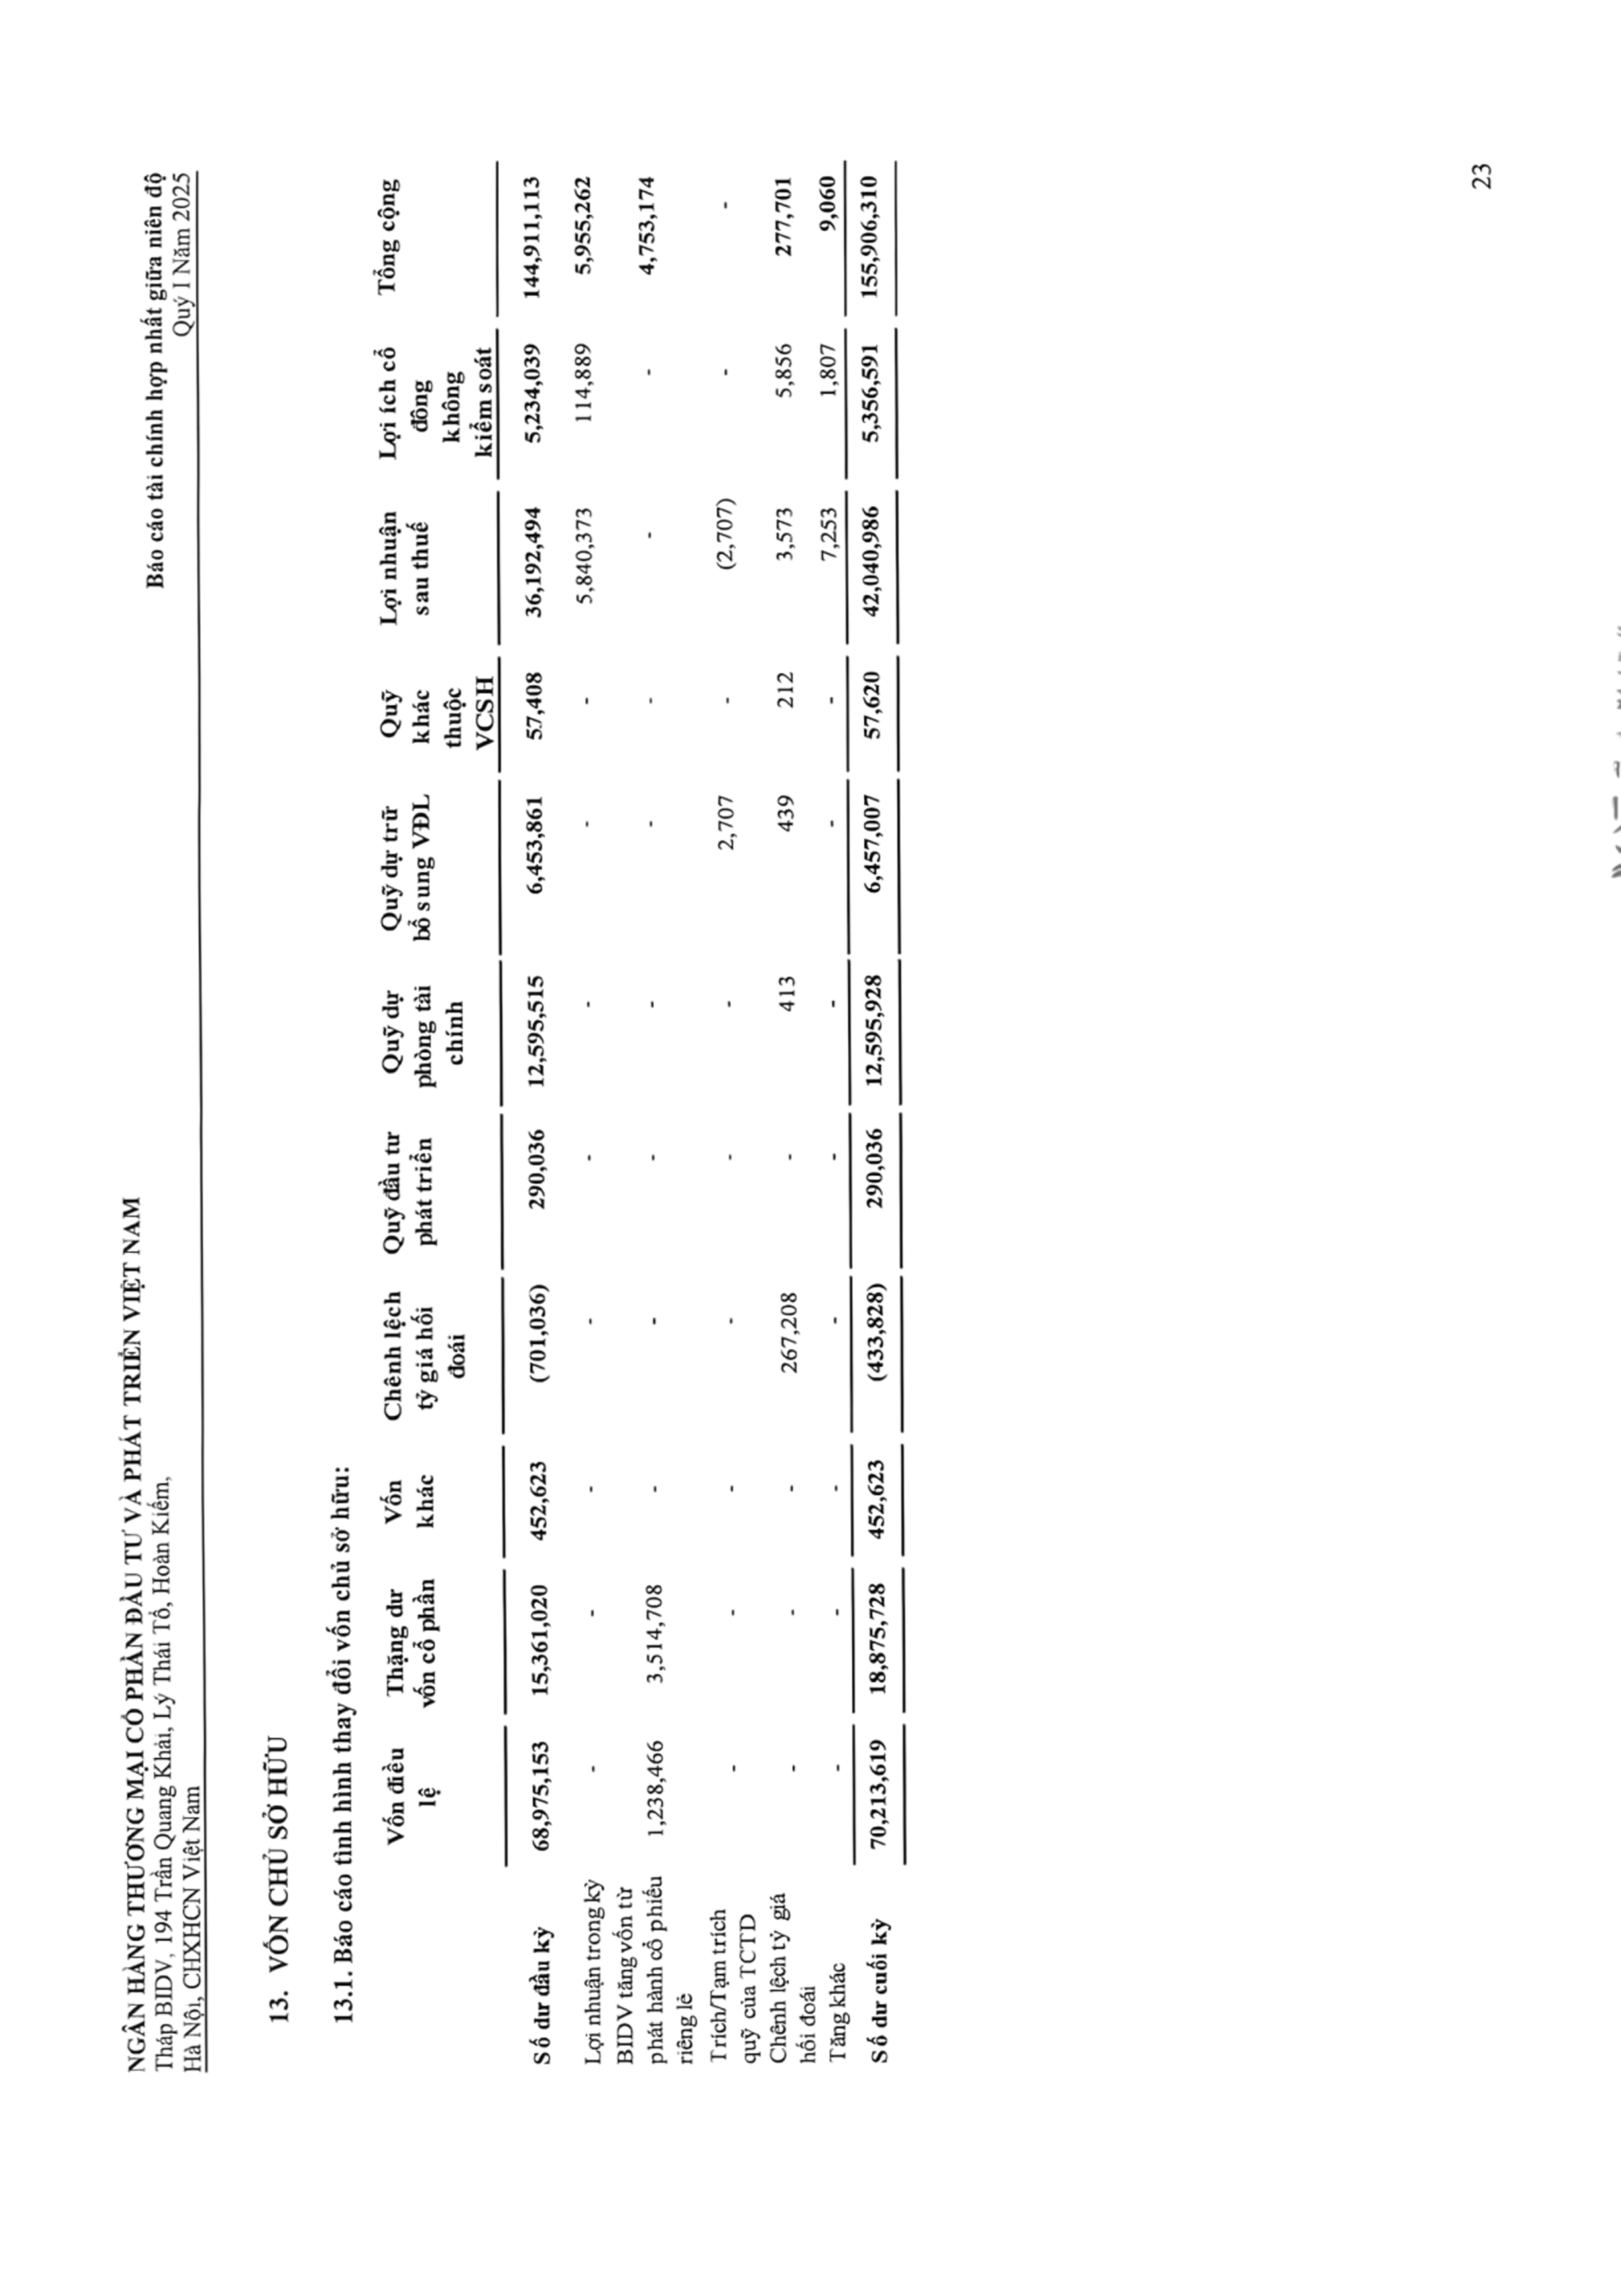 NGÂN HÀNG THƯƠNG MẠI CỔ PHẦN ĐẦU TƯ VÀ PHÁT TRIỂN VIỆT NAM
Tháp BIDV, 194 Trần Quang Khải, Lý Thái Tổ, Hoàn Kiếm,
Hà Nội, CHXHCN Việt Nam
Báo cáo tài chính hợp nhất giữa niên độ
Quý I Năm 2025
13. VỐN CHỦ SỞ HỮU
13.1. Báo cáo tình hình thay đổi vốn chủ sở hữu:
Vốn điều Thặng dư Vốn Chênh lệch Quỹ đầu tư Quỹ dự Quỹ dự trữ Quỹ Lợi nhuận Lợi ích cổ Tổng cộng
lệ vốn cổ phần khác tỷ giá hối phát triển phòng tài bổ sung VĐL khác sau thuế đông
đoái chính thuộc không
VCSH kiểm soát
Số dư đầu kỳ 68,975,153 15,361,020 452,623 (701,036) 290,036 12,595,515 6,453,861 57,408 36,192,494 5,234,039 144,911,113
Lợi nhuận trong kỳ - - - - - - - - 5,840,373 114,889 5,955,262
BIDV tăng vốn từ
phát hành cổ phiếu 1,238,466 3,514,708 - - - - - - - - 4,753,174
riêng lẻ
Trích/Tạm trích - - - - - - 2,707 - (2,707) - -
quỹ của TCTD
Chênh lệch tỷ giá - - - 267,208 - 413 439 212 3,573 5,856 277,701
hối đoái
Tăng khác - - - - - - - - 7,253 1,807 9,060
Số dư cuối kỳ 70,213,619 18,875,728 452,623 (433,828) 290,036 12,595,928 6,457,007 57,620 42,040,986 5,356,591 155,906,310
23